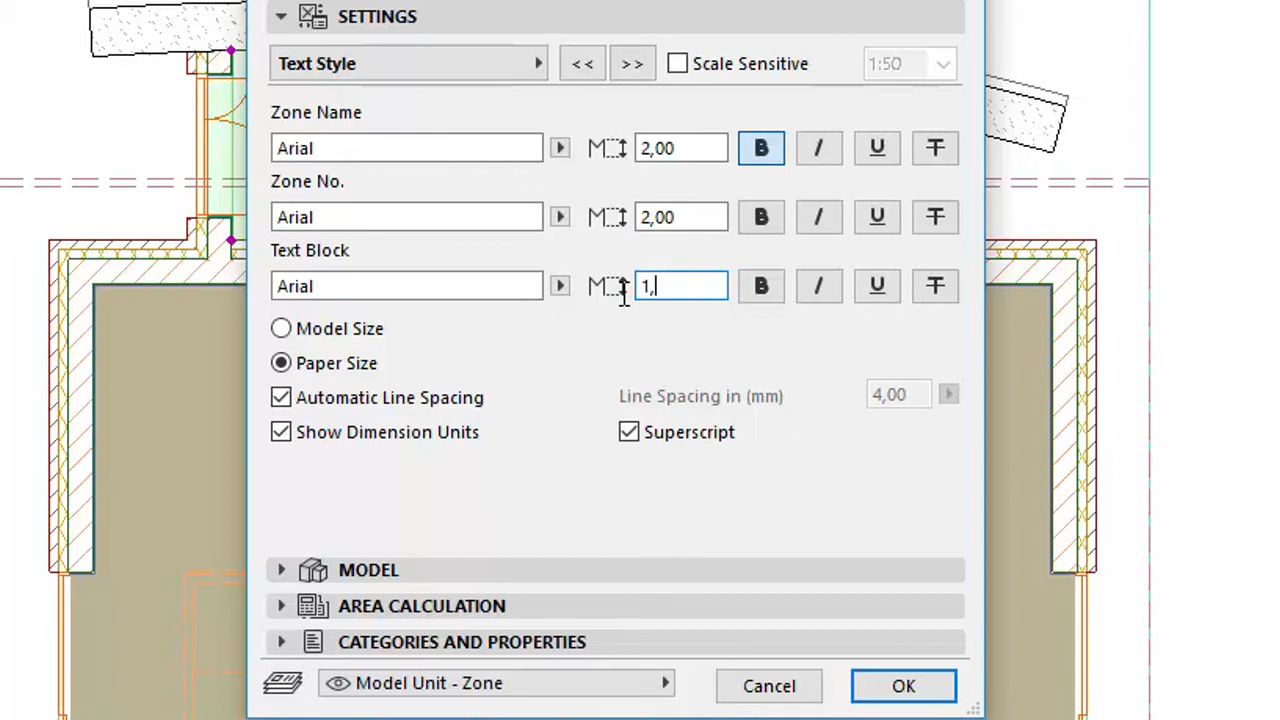 SETTINGS
Text Style << >> Scale Sensitive 1:50
Zone Name
Arial 2,00 B I U T
Zone No.
Arial 2,00 B I U T
Text Block
Arial 1, B I U T
Model Size
Paper Size
Automatic Line Spacing Line Spacing in (mm) 4,00
Show Dimension Units Superscript
MODEL
AREA CALCULATION
CATEGORIES AND PROPERTIES
Model Unit - Zone Cancel OK